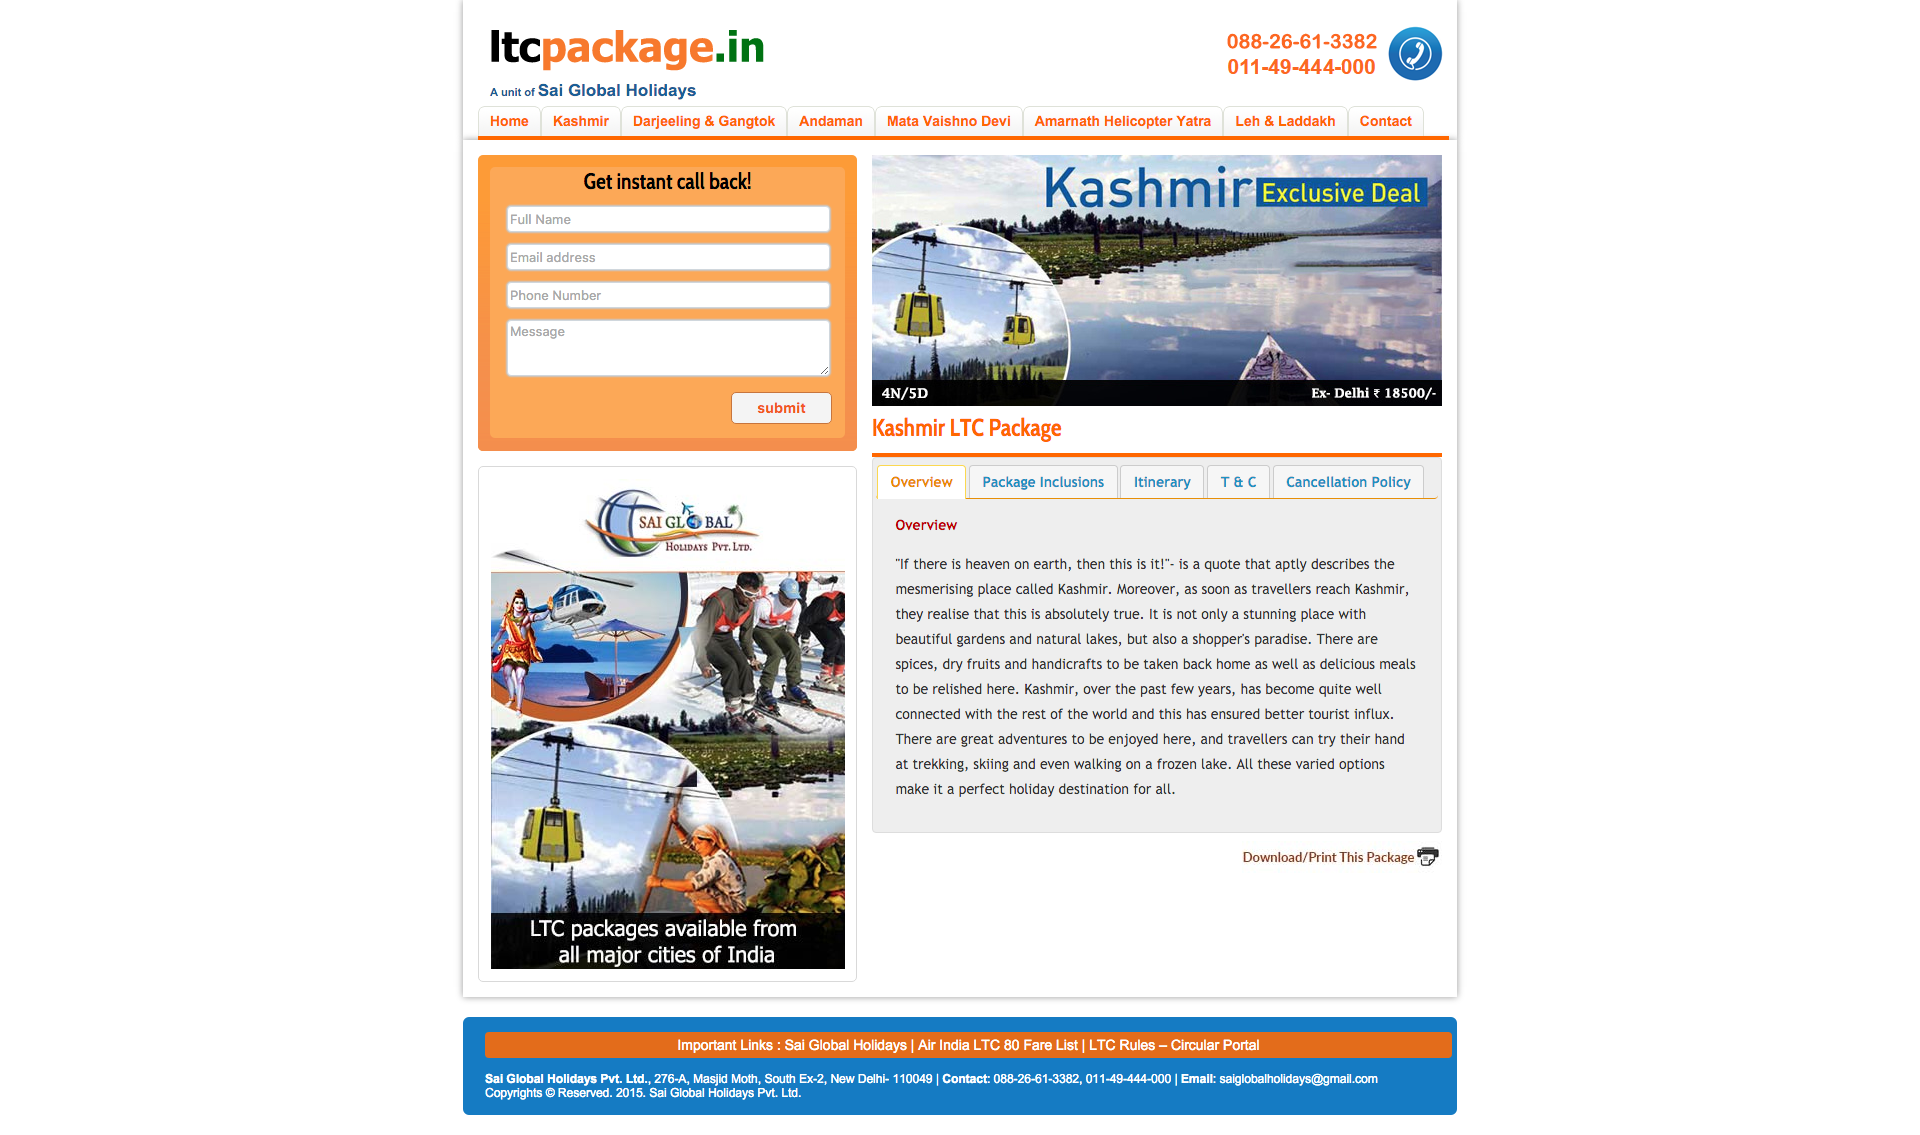 ltcpackage.in
A unit of Sai Global Holidays
088-26-61-3382
011-49-444-000
Home
Kashmir
Darjeeling & Gangtok
Andaman
Mata Vaishno Devi
Amarnath Helicopter Yatra
Leh & Laddakh
Contact
Get instant call back!
Full Name
Email address
Phone Number
Message
submit
SAI GLOBAL
HOLIDAYS PVT. LTD.
LTC packages available from
all major cities of India
Kashmir Exclusive Deal
4N/5D
Ex- Delhi ₹ 18500/-
Kashmir LTC Package
Overview
Package Inclusions
Itinerary
T & C
Cancellation Policy
Overview
"If there is heaven on earth, then this is it!"- is a quote that aptly describes the
mesmerising place called Kashmir. Moreover, as soon as travellers reach Kashmir,
they realise that this is absolutely true. It is not only a stunning place with
beautiful gardens and natural lakes, but also a shopper's paradise. There are
spices, dry fruits and handicrafts to be taken back home as well as delicious meals
to be relished here. Kashmir, over the past few years, has become quite well
connected with the rest of the world and this has ensured better tourist influx.
There are great adventures to be enjoyed here, and travellers can try their hand
at trekking, skiing and even walking on a frozen lake. All these varied options
make it a perfect holiday destination for all.
Download/Print This Package
Important Links : Sai Global Holidays | Air India LTC 80 Fare List | LTC Rules – Circular Portal
Sai Global Holidays Pvt. Ltd., 276-A, Masjid Moth, South Ex-2, New Delhi- 110049 | Contact: 088-26-61-3382, 011-49-444-000 | Email: saiglobalholidays@gmail.com
Copyrights © Reserved. 2015. Sai Global Holidays Pvt. Ltd.